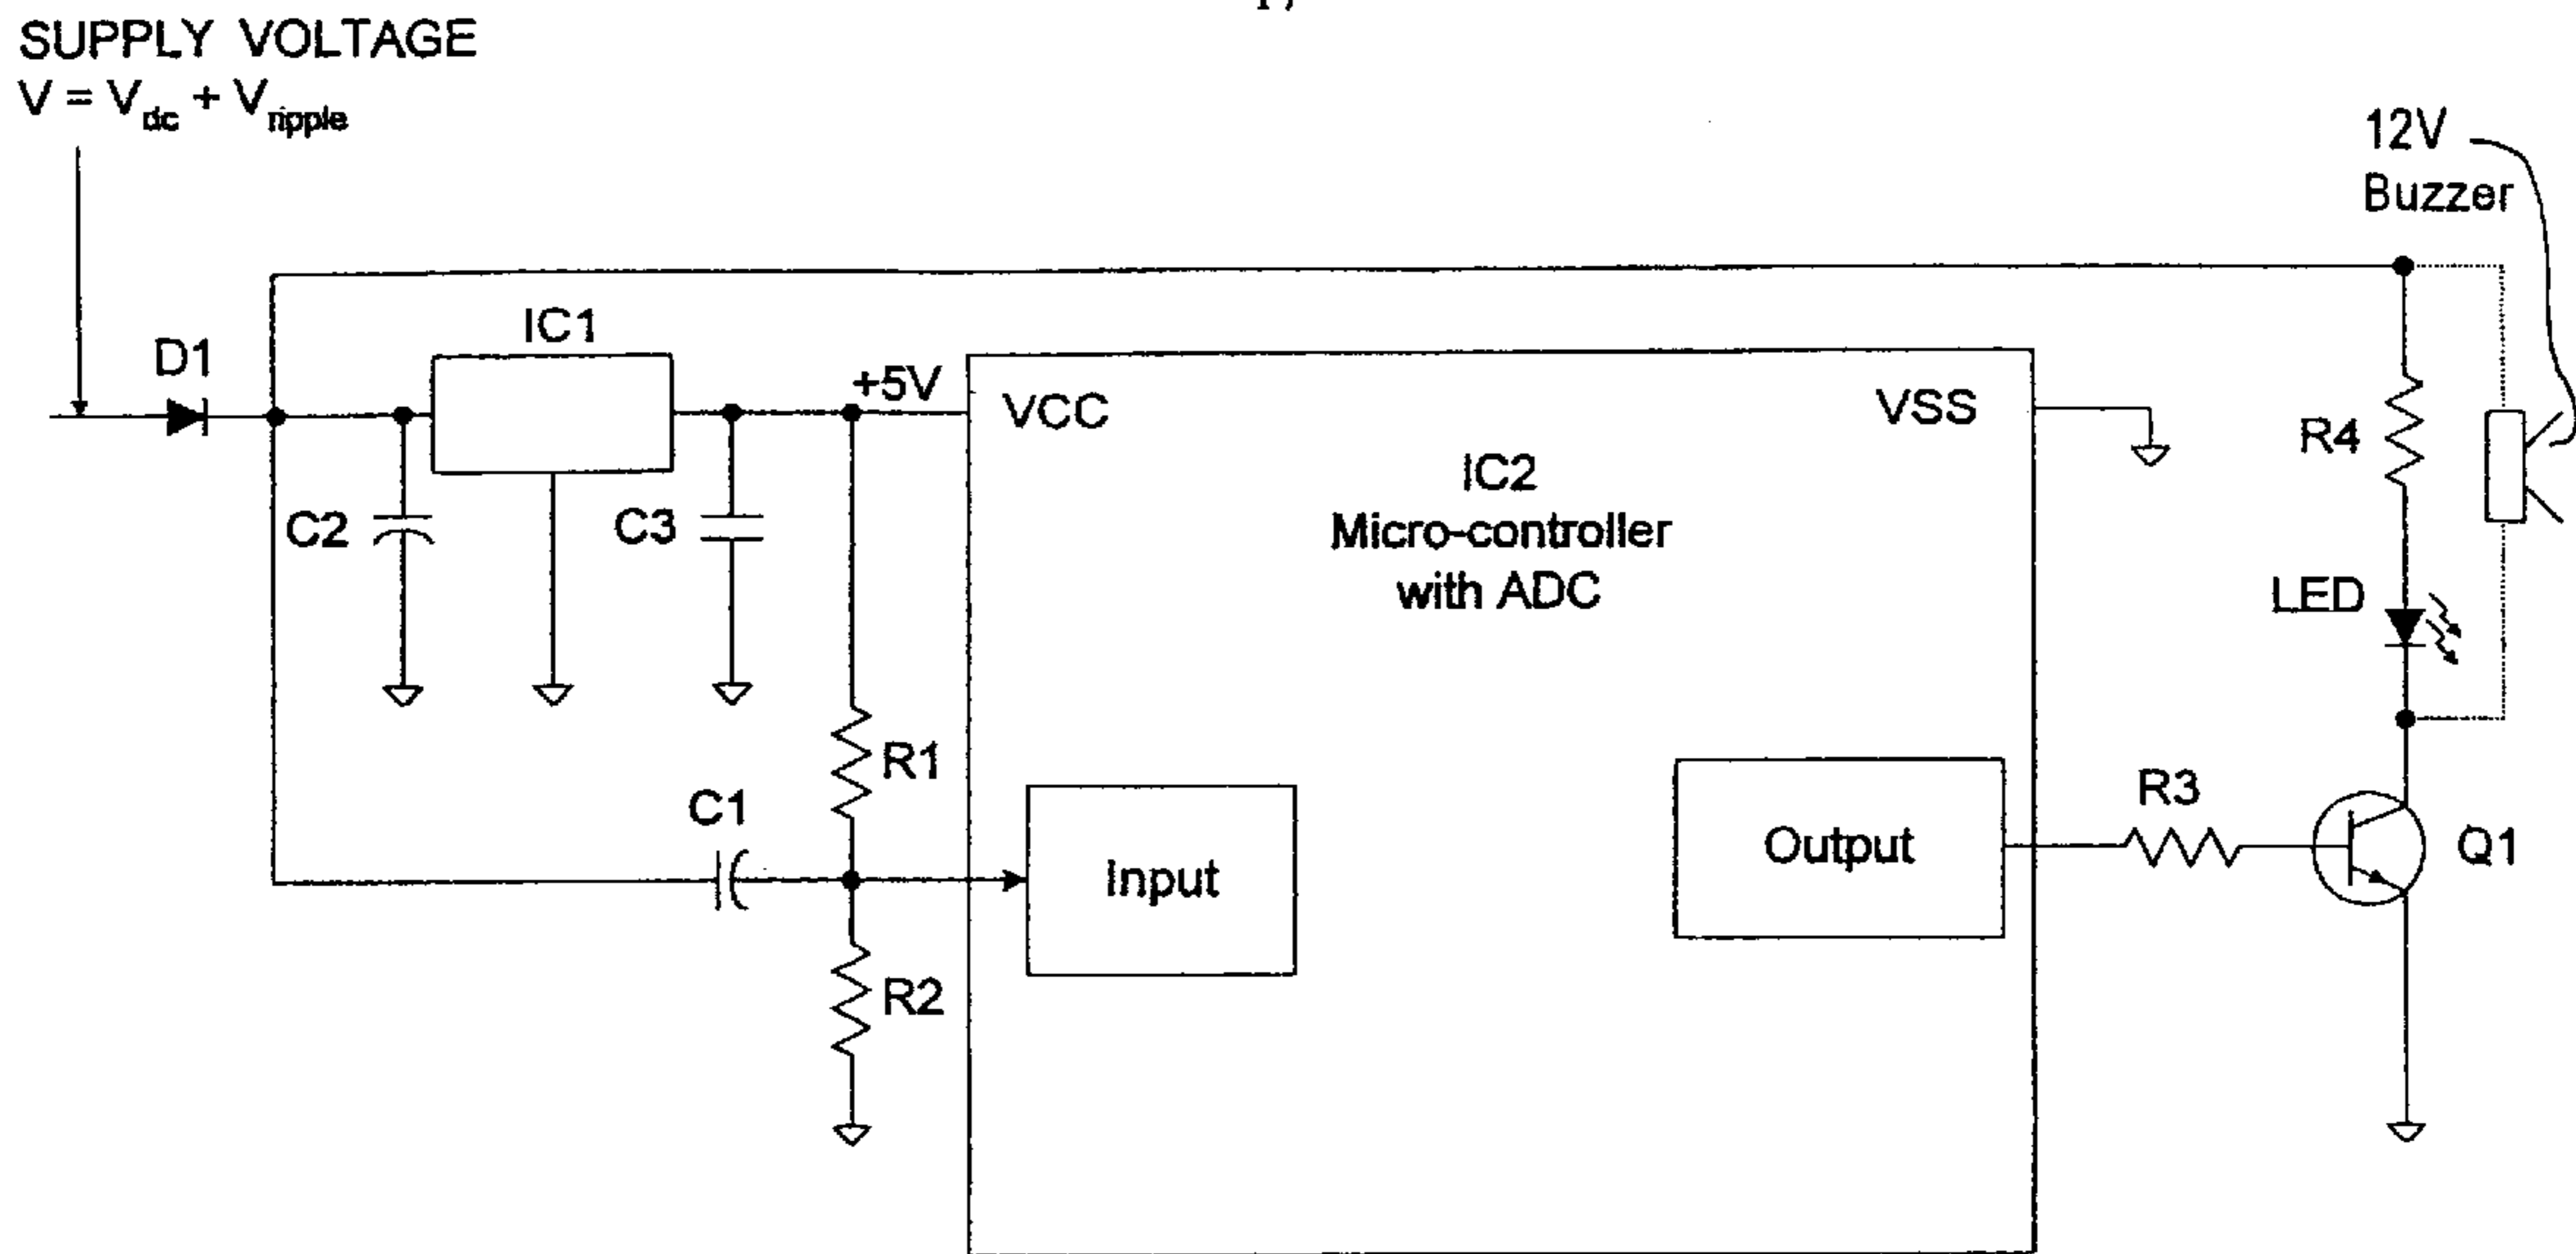 SUPPLY VOLTAGE
V = Vdc + Vripple
12V
Buzzer
IC1
D1
+5V
VCC
VSS
R4
IC2
Micro-controller
with ADC
C2
C3
LED
R1
C1
R3
Input
Output
Q1
R2